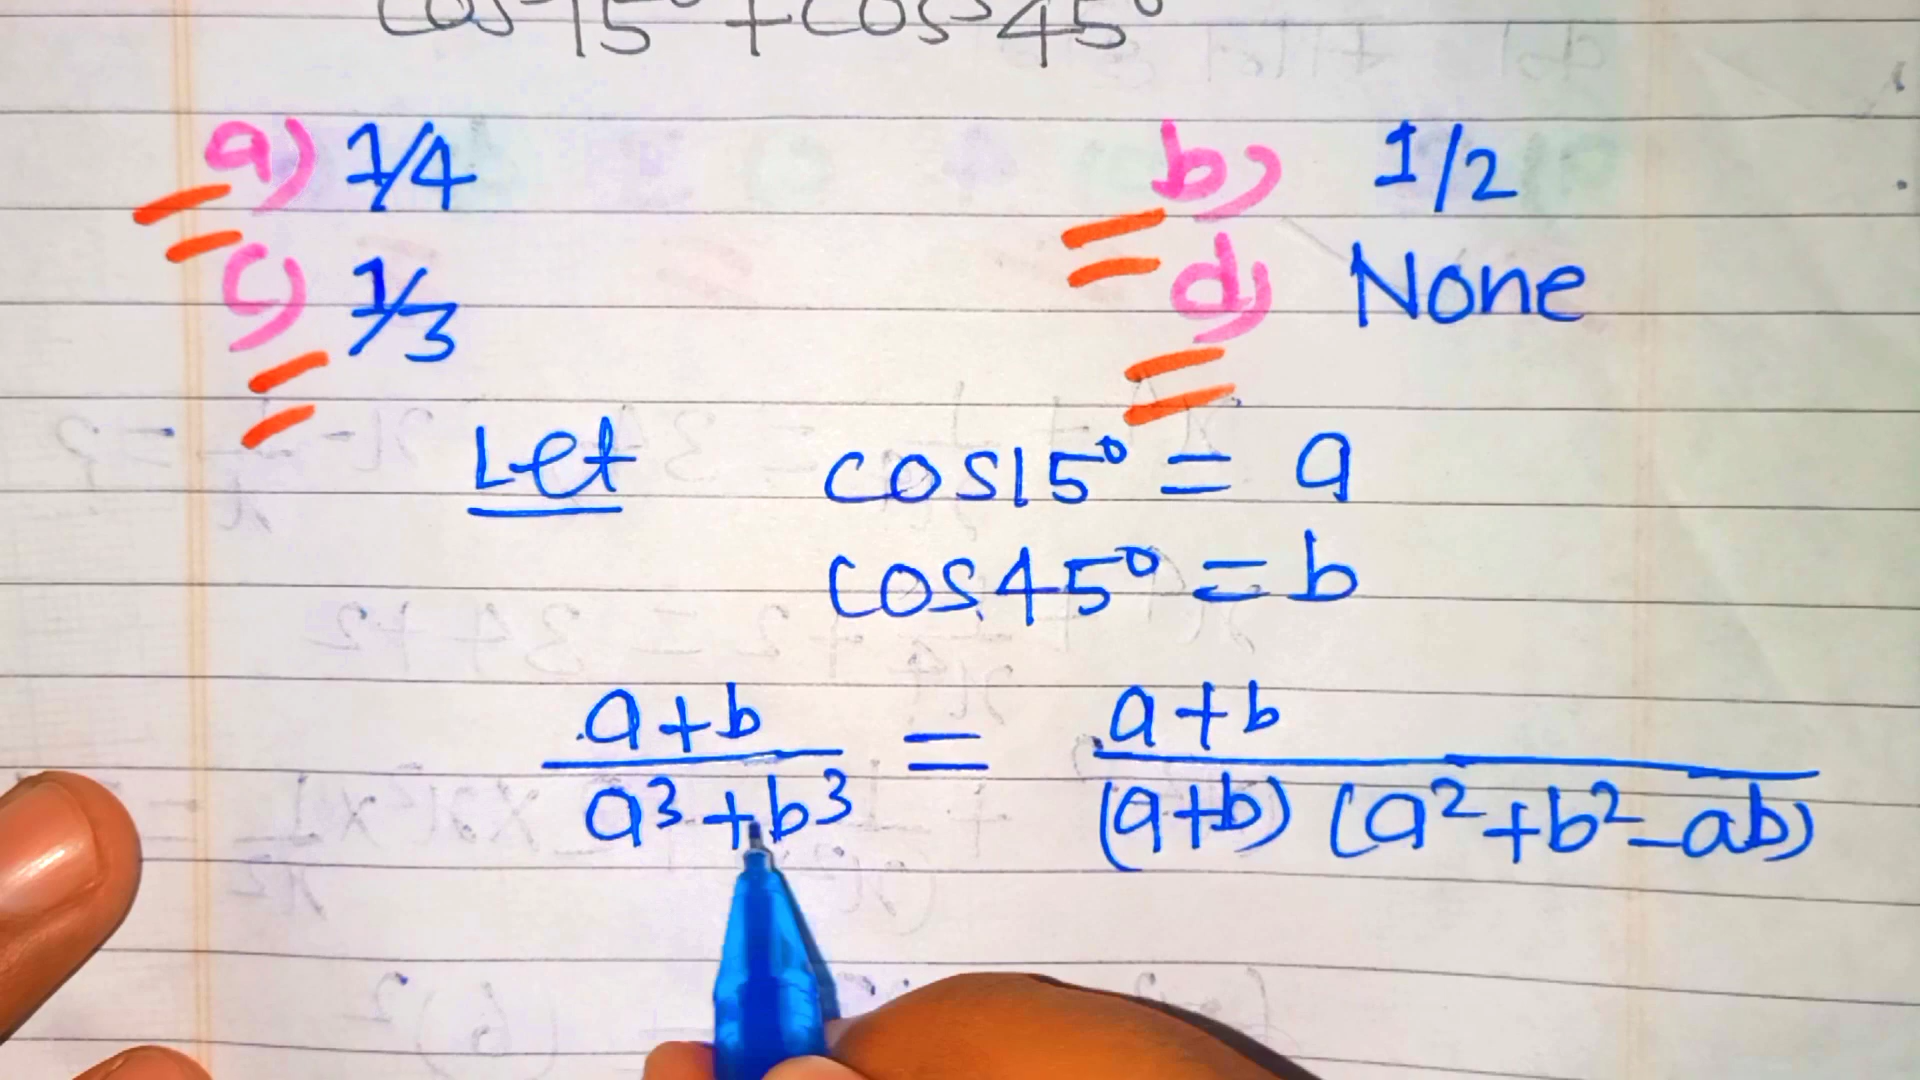 cos³15° + cos³45°
a) 1/4 b) 1/2
c) 1/3 d) None
Let cos15° = a
cos45° = b
a+b / a³+b³ = a+b / (a+b) (a²+b²-ab)